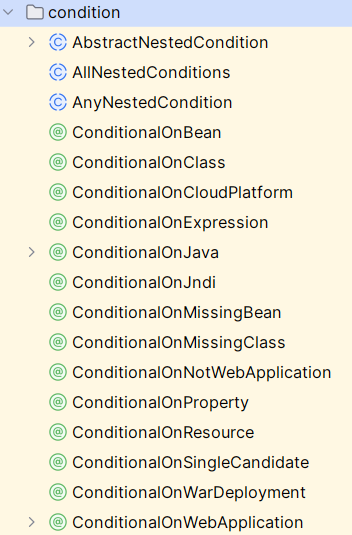 condition
AbstractNestedCondition
AllNestedConditions
AnyNestedCondition
ConditionalOnBean
ConditionalOnClass
ConditionalOnCloudPlatform
ConditionalOnExpression
ConditionalOnJava
ConditionalOnJndi
ConditionalOnMissingBean
ConditionalOnMissingClass
ConditionalOnNotWebApplication
ConditionalOnProperty
ConditionalOnResource
ConditionalOnSingleCandidate
ConditionalOnWarDeployment
ConditionalOnWebApplication